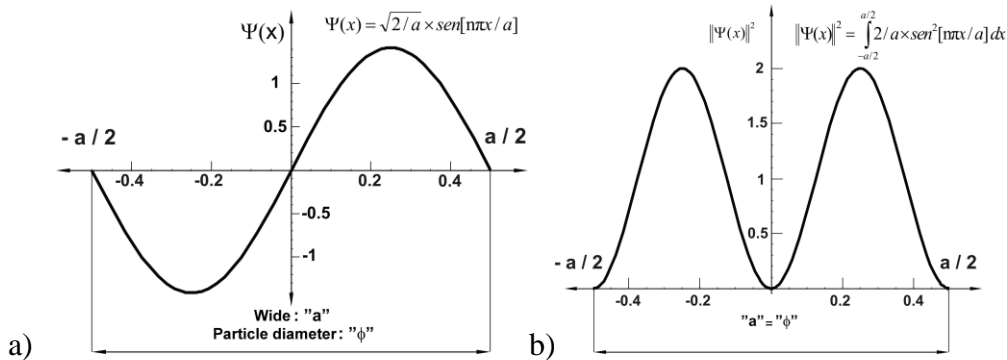 Ψ(x)
Ψ(x) = √2/a × sen[nπx/a]
1
0.5
- a / 2
a / 2
-0.4
-0.2
0.2
0.4
-0.5
-1
Wide: "a"
Particle diameter: "ϕ"
a)
‖Ψ(x)‖²
‖Ψ(x)‖² = ∫_{-a/2}^{a/2} 2/a × sen²[nπx/a]dx
2
1.5
1
0.5
- a / 2
a / 2
-0.4
-0.2
0.2
0.4
"a"="ϕ"
b)